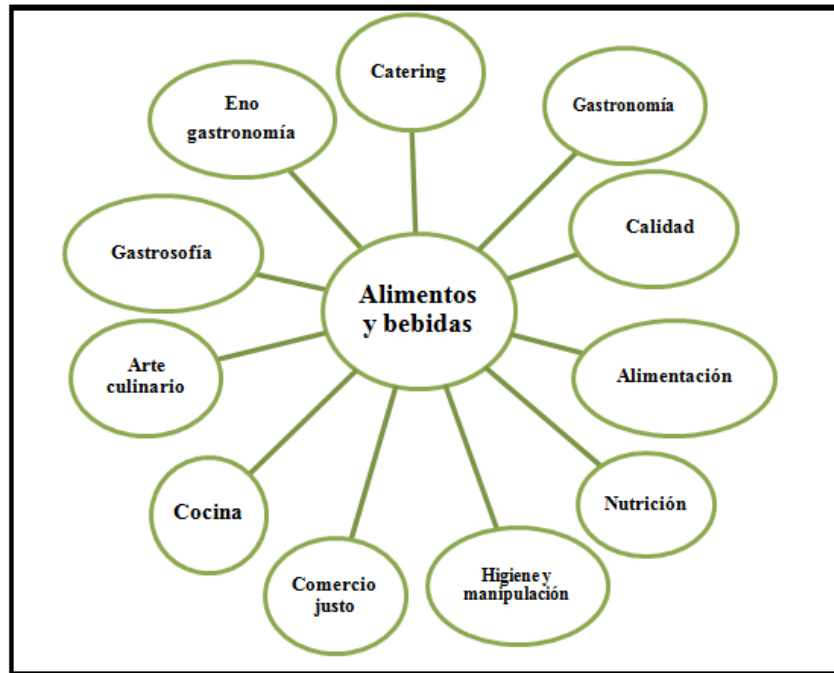 Catering
Gastronomía
Eno
gastronomía
Calidad
Gastrosofía
Alimentos
y bebidas
Arte
culinario
Alimentación
Cocina
Nutrición
Comercio
justo
Higiene y
manipulación